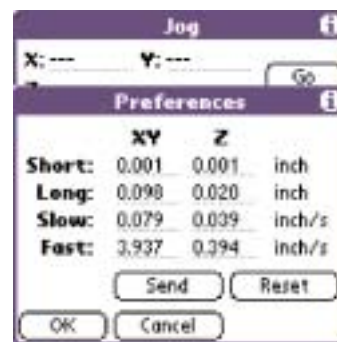 Jog i
X: --- Y: ---
Go
Preferences i
XY Z
Short: 0.001 0.001 inch
Long: 0.098 0.020 inch
Slow: 0.079 0.039 inch/s
Fast: 3.937 0.394 inch/s
Send Reset
OK Cancel